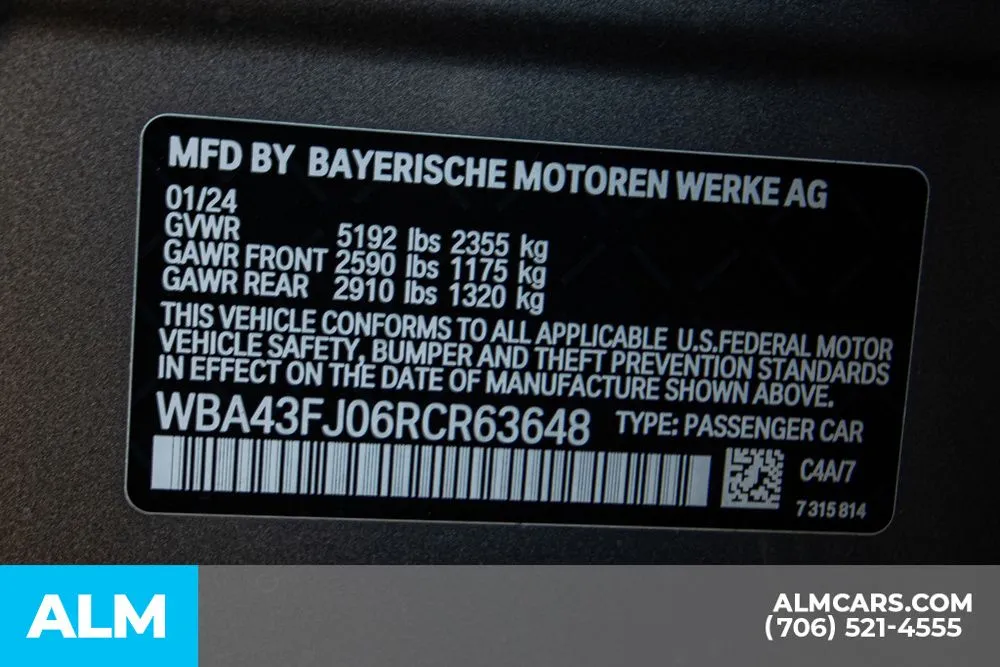 MFD BY BAYERISCHE MOTOREN WERKE AG
01/24
GVWR 5192 lbs 2355 kg
GAWR FRONT 2590 lbs 1175 kg
GAWR REAR 2910 lbs 1320 kg
THIS VEHICLE CONFORMS TO ALL APPLICABLE U.S.FEDERAL MOTOR
VEHICLE SAFETY, BUMPER AND THEFT PREVENTION STANDARDS
IN EFFECT ON THE DATE OF MANUFACTURE SHOWN ABOVE.
WBA43FJ06RCR63648 TYPE: PASSENGER CAR
C4A/7
7 315 814
ALM
ALMCARS.COM
(706) 521-4555